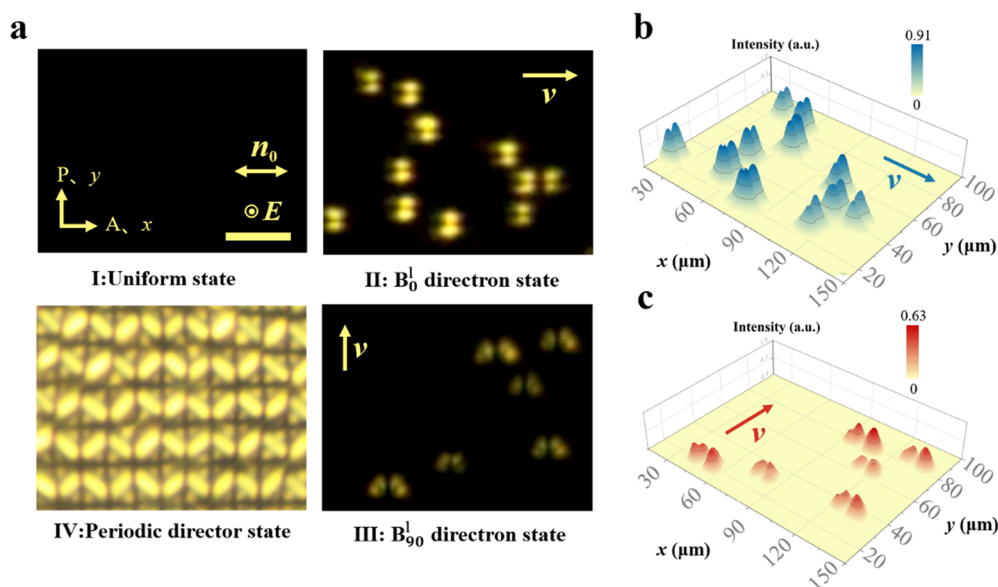 a
n₀
P、y
E
A、x
I:Uniform state
v
II: B₀ˡ directron state
IV:Periodic director state
v
III: B₉₀ˡ directron state
b
Intensity (a.u.)
0.91
0
v
30
60
90
120
150
x (μm)
20
40
60
80
100
y (μm)
c
Intensity (a.u.)
0.63
0
v
30
60
90
120
150
x (μm)
20
40
60
80
100
y (μm)